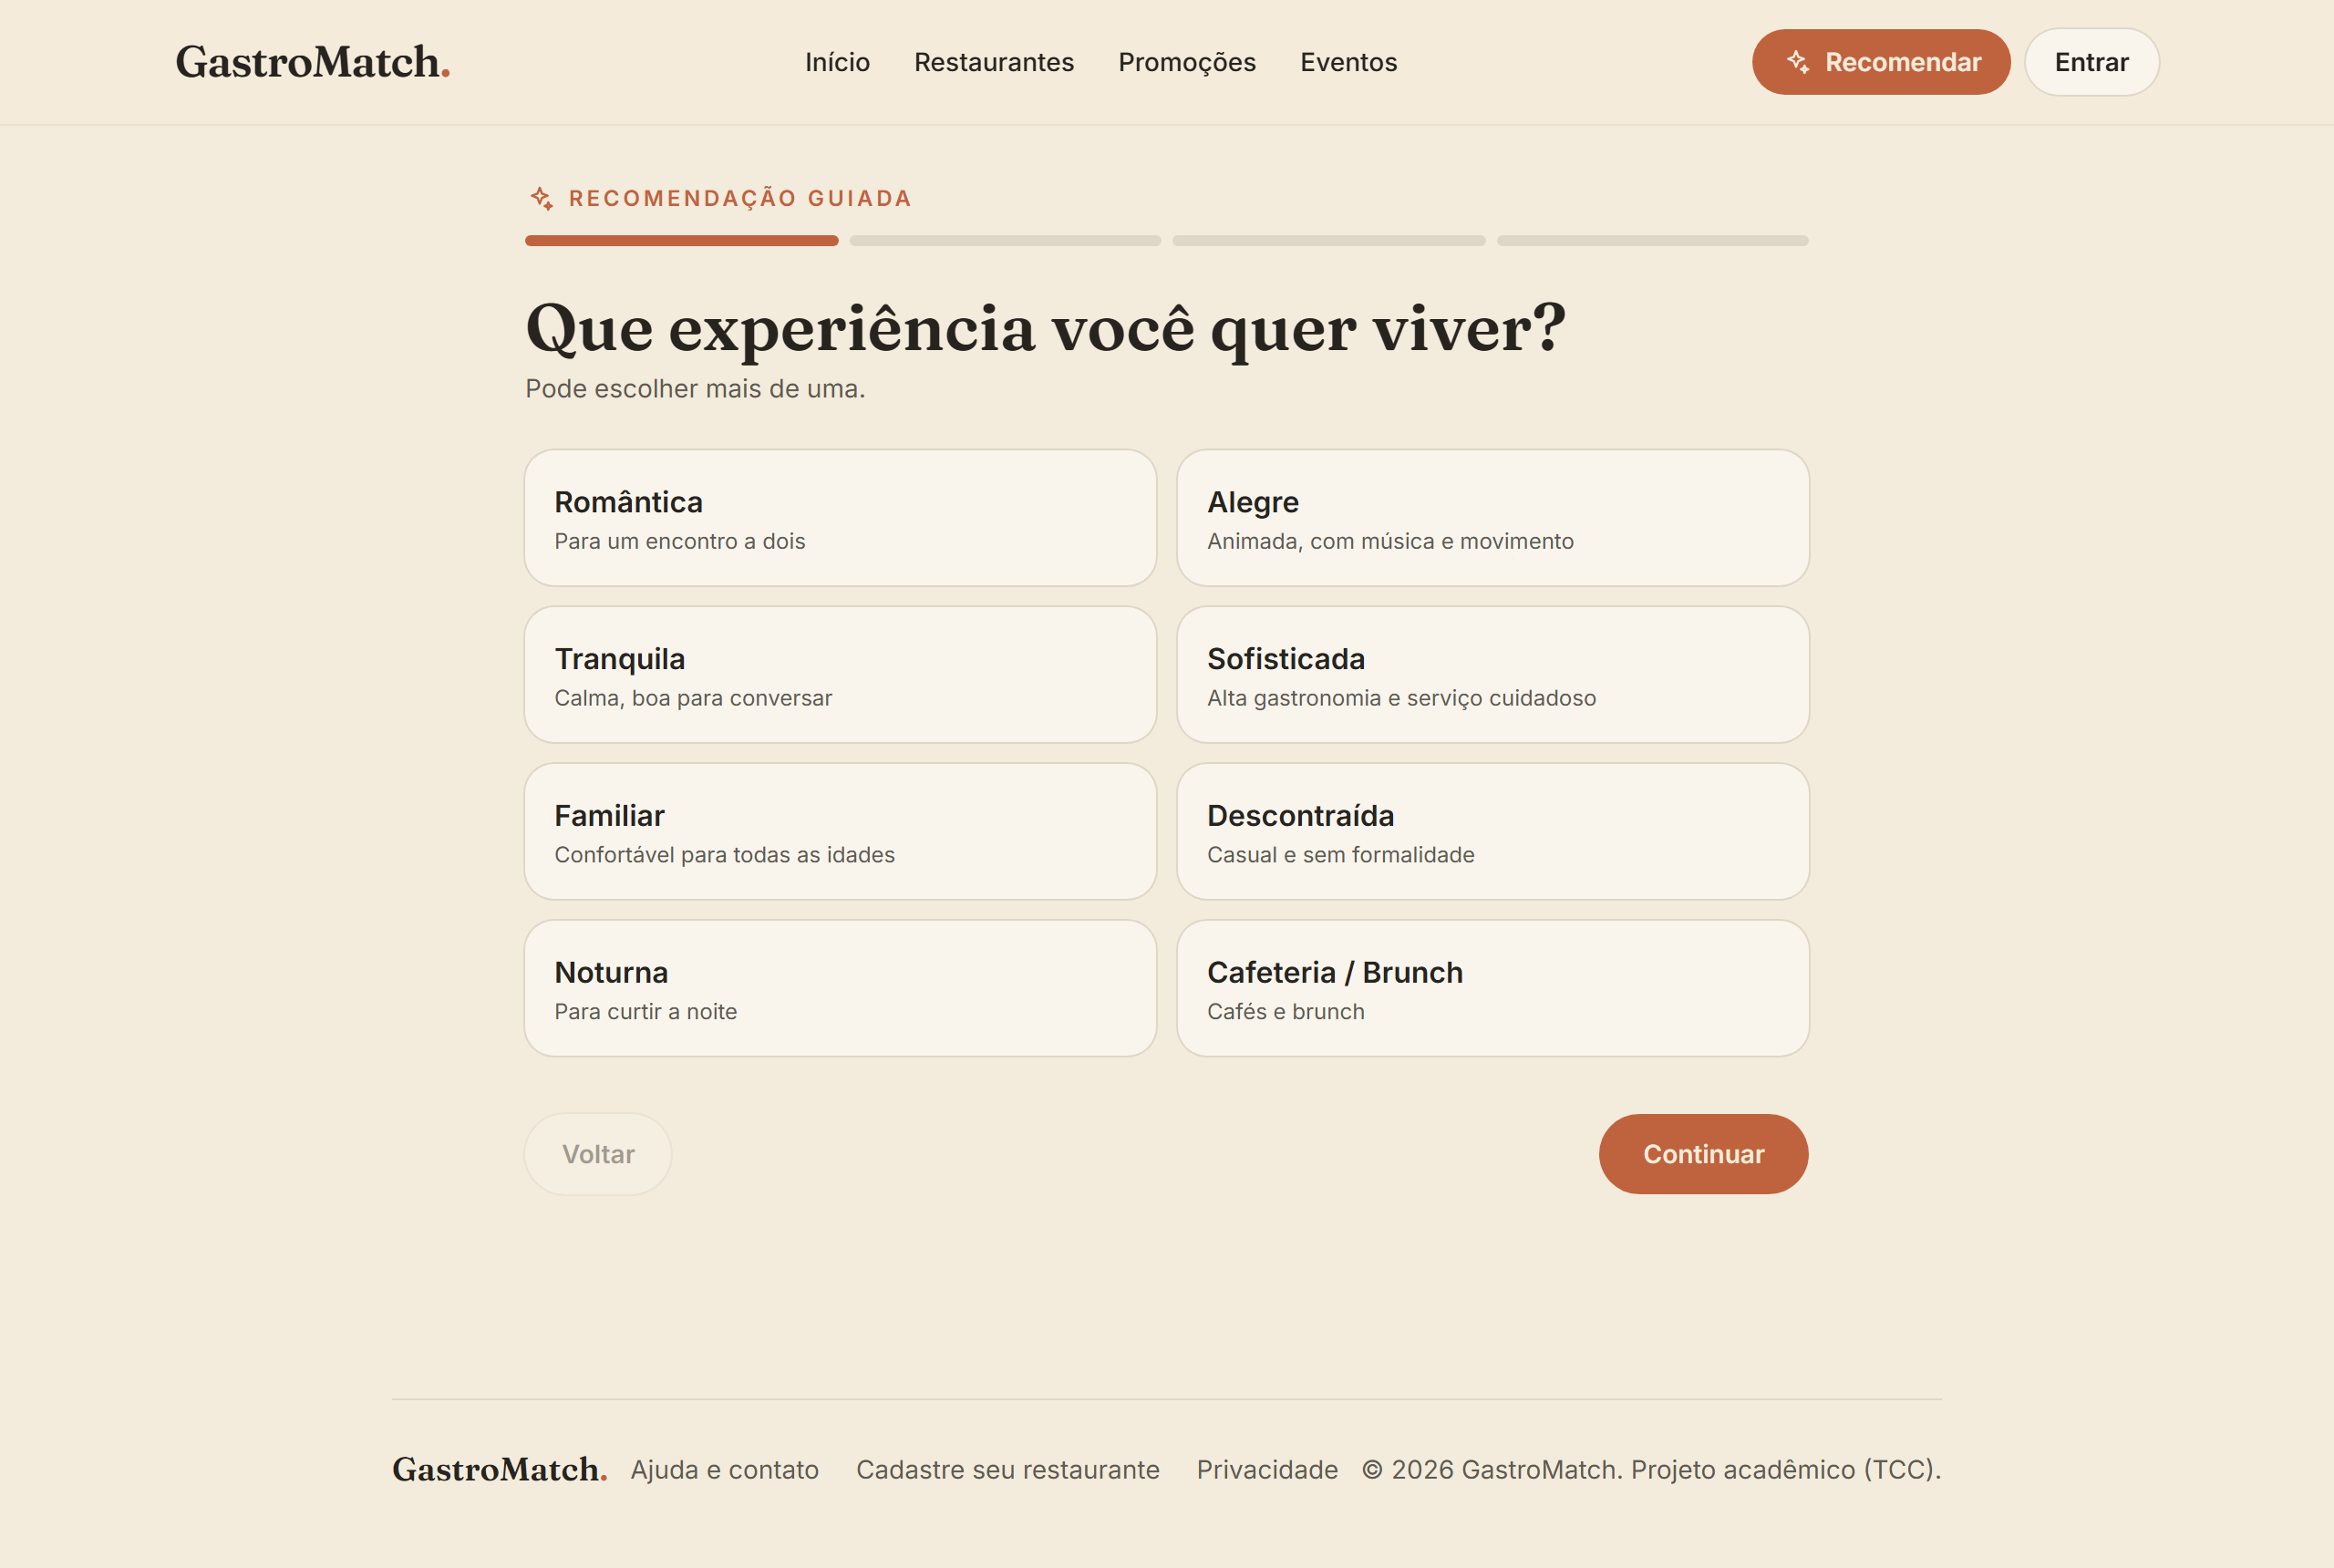 GastroMatch.
Início Restaurantes Promoções Eventos
Recomendar Entrar
RECOMENDAÇÃO GUIADA
Que experiência você quer viver?
Pode escolher mais de uma.
Romântica
Para um encontro a dois
Alegre
Animada, com música e movimento
Tranquila
Calma, boa para conversar
Sofisticada
Alta gastronomia e serviço cuidadoso
Familiar
Confortável para todas as idades
Descontraída
Casual e sem formalidade
Noturna
Para curtir a noite
Cafeteria / Brunch
Cafés e brunch
Voltar
Continuar
GastroMatch. Ajuda e contato Cadastre seu restaurante Privacidade © 2026 GastroMatch. Projeto acadêmico (TCC).